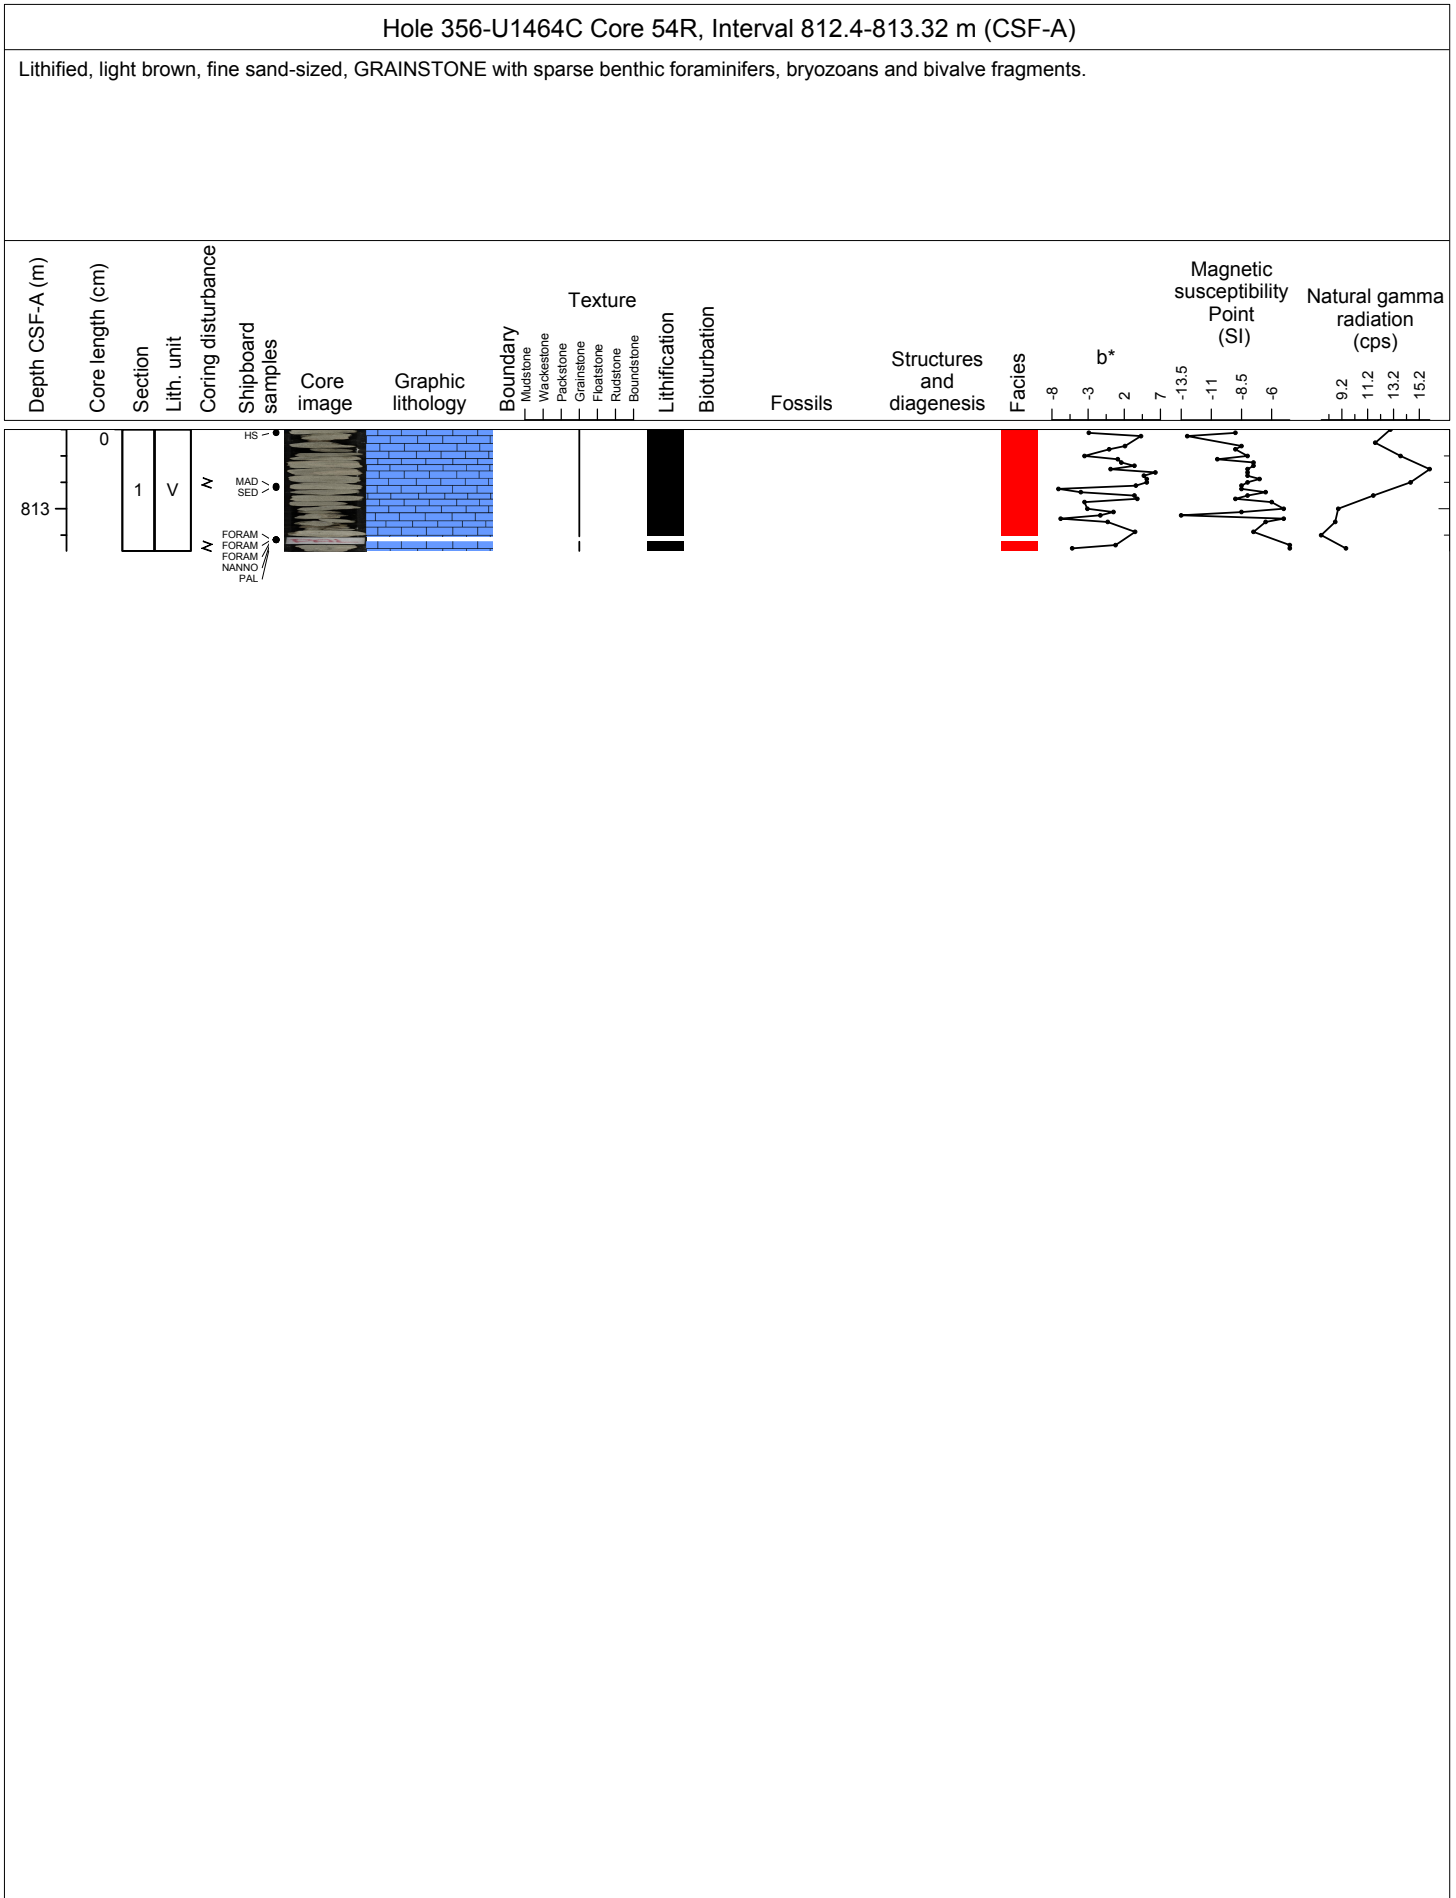 Hole 356-U1464C Core 54R, Interval 812.4-813.32 m (CSF-A)
Lithified, light brown, fine sand-sized, GRAINSTONE with sparse benthic foraminifers, bryozoans and bivalve fragments.
Depth CSF-A (m)
Core length (cm)
Section
Lith. unit
Coring disturbance
Shipboard
samples
Core
image
Graphic
lithology
Boundary
Texture
Mudstone
Wackestone
Packstone
Grainstone
Floatstone
Rudstone
Boundstone
Lithification
Bioturbation
Fossils
Structures
and
diagenesis
Facies
b*
-8
-3
2
7
Magnetic
susceptibility
Point
(SI)
-13.5
-11
-8.5
-6
Natural gamma
radiation
(cps)
9.2
11.2
13.2
15.2
0
813
1
V
HS
MAD
SED
FORAM
FORAM
FORAM
NANNO
PAL